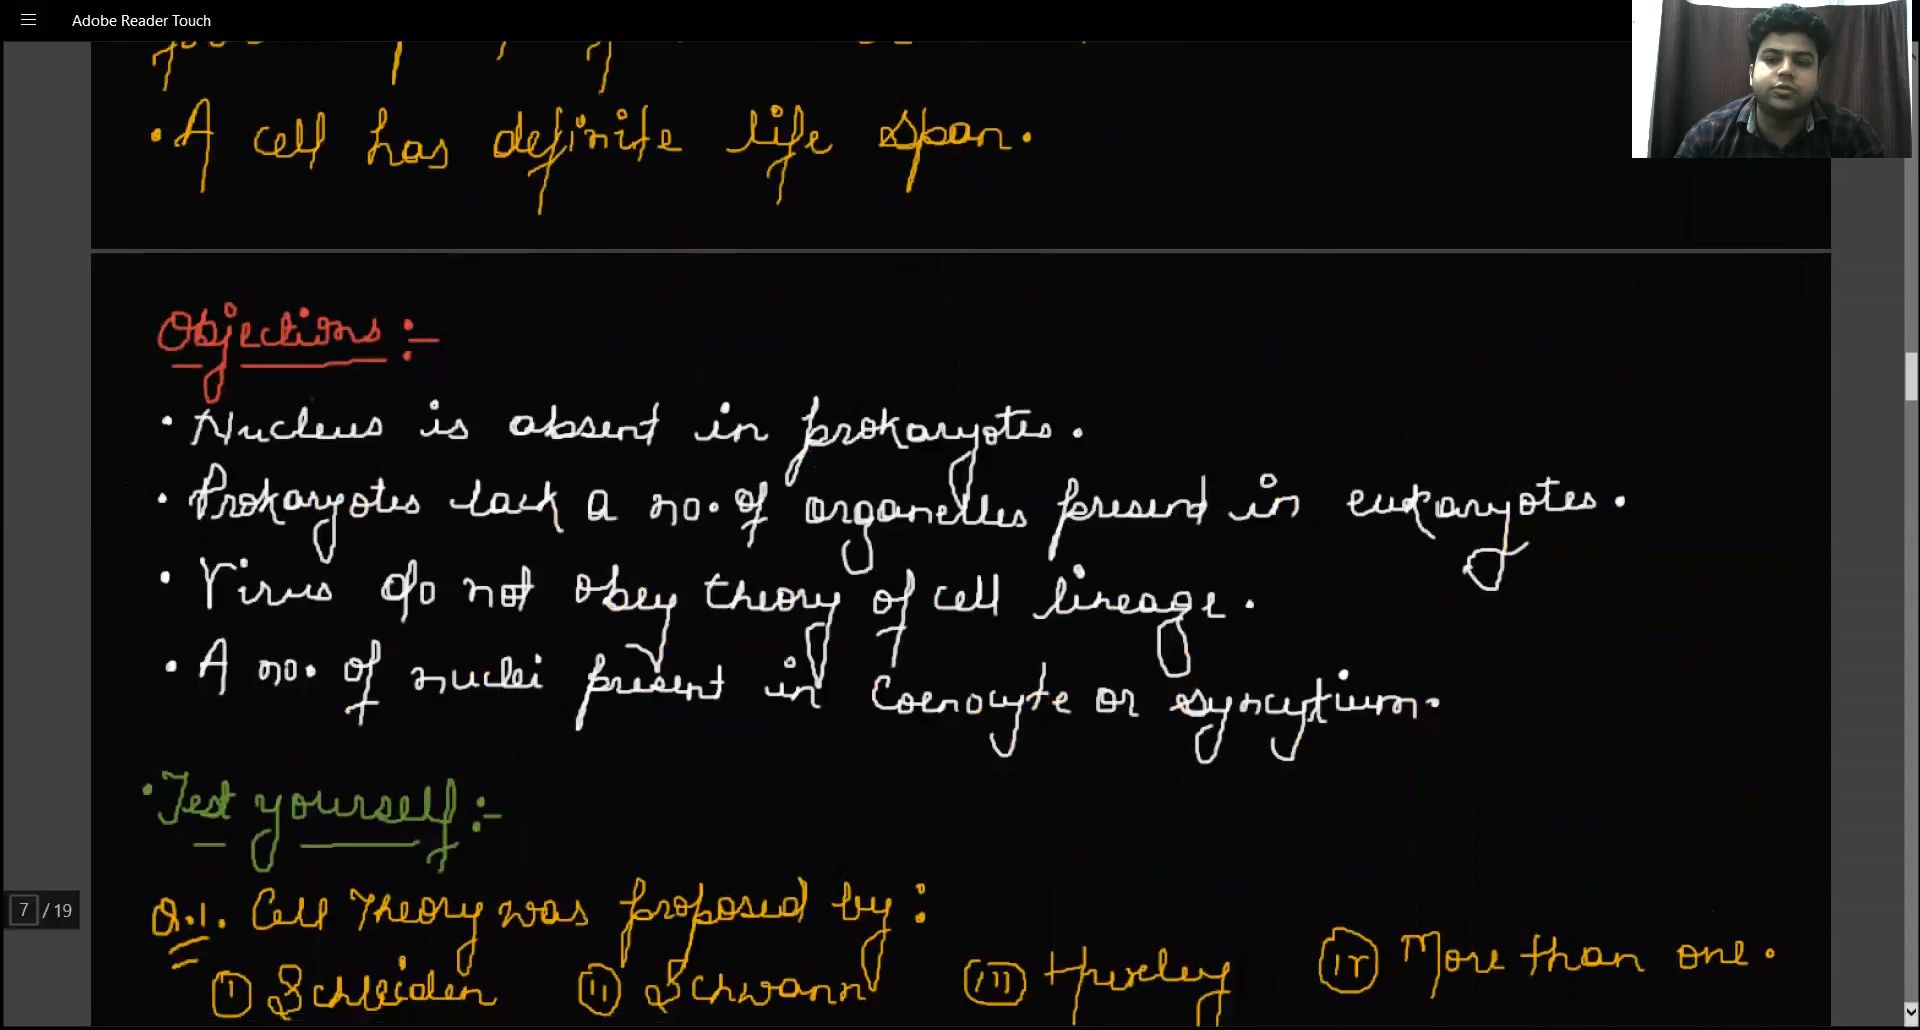 Adobe Reader Touch
• A cell has definite life span.
Objections :-
• Nucleus is absent in prokaryotes.
• Prokaryotes lack a no. of organelles present in eukaryotes.
• Virus do not obey theory of cell lineage.
• A no. of nuclei present in coenocyte or syncytium.
• Test yourself :-
Q.1. Cell Theory was proposed by :
(i) Schleiden (ii) Schwann (iii) Huxley (iv) More than one.
7 / 19